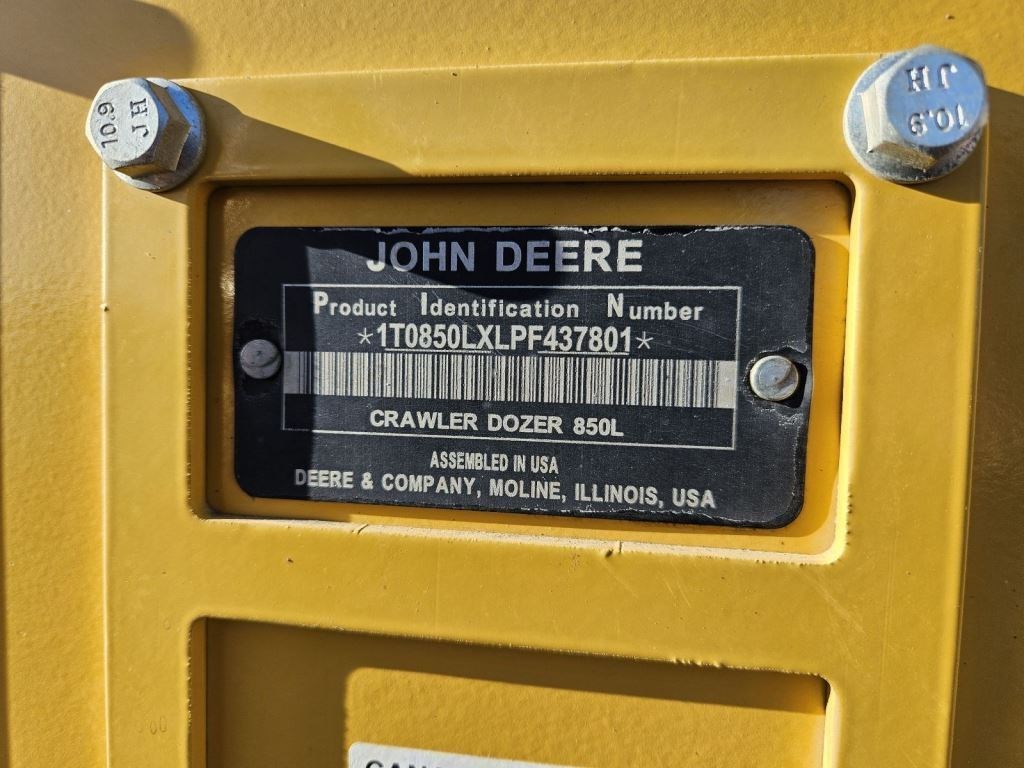 10.9
JH
JH
10.9
JOHN DEERE
Product Identification Number
*1T0850LXLPF437801*
CRAWLER DOZER 850L
ASSEMBLED IN USA
DEERE & COMPANY, MOLINE, ILLINOIS, USA